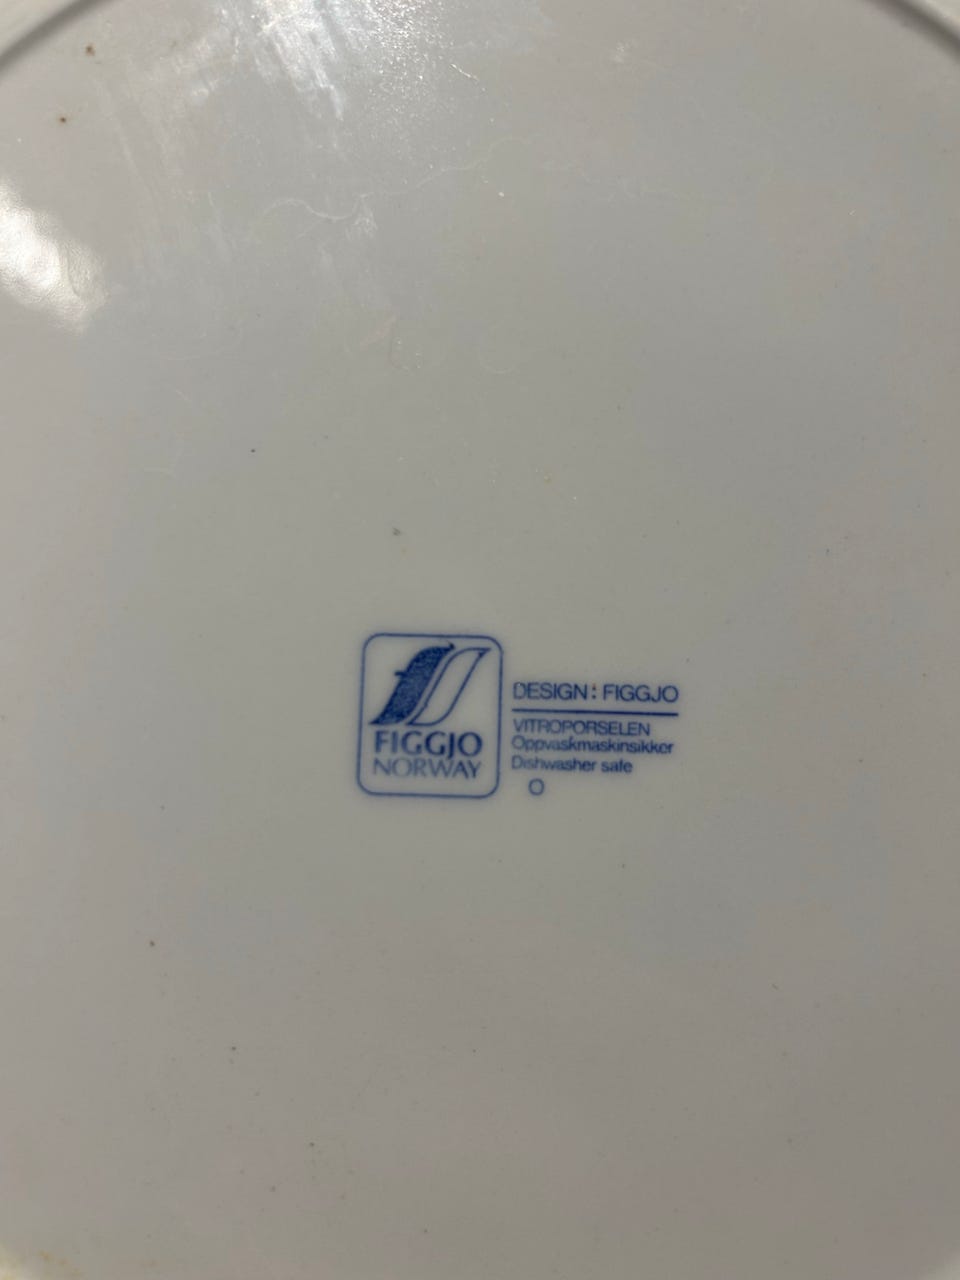 FIGGJO
NORWAY
DESIGN: FIGGJO
VITROPORSELEN
Oppvaskmaskinsikker
Dishwasher safe
O